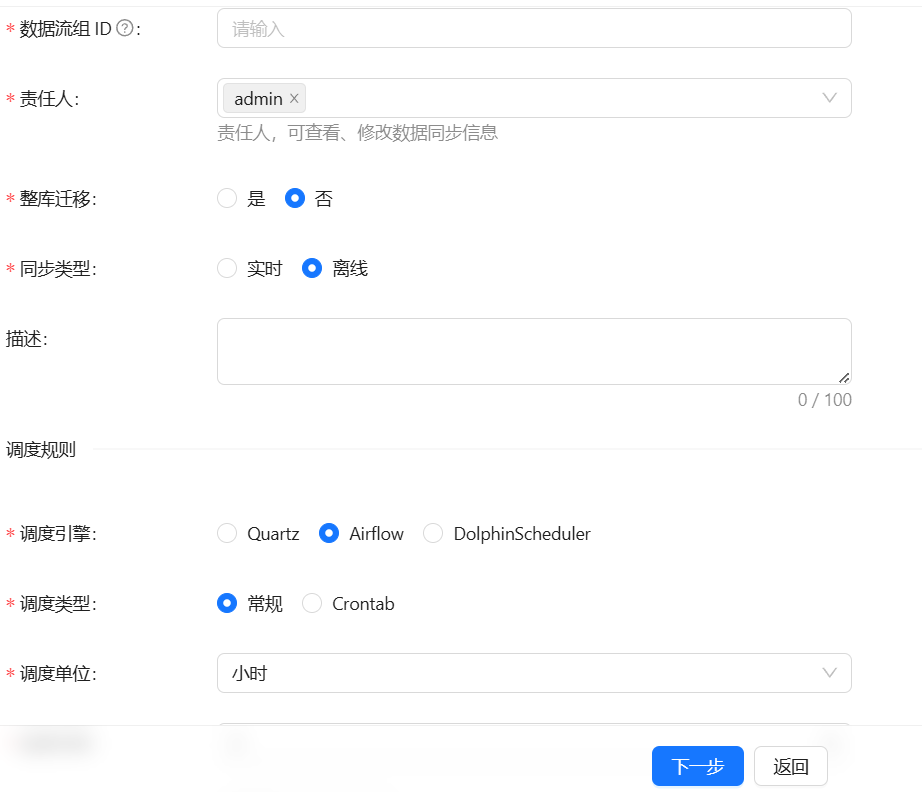 * 数据流组 ID ? :
请输入
* 责任人:
admin ×
责任人，可查看、修改数据同步信息
* 整库迁移: 是 否
* 同步类型: 实时 离线
描述:
0 / 100
调度规则
* 调度引擎: Quartz Airflow DolphinScheduler
* 调度类型: 常规 Crontab
* 调度单位: 小时
下一步 返回